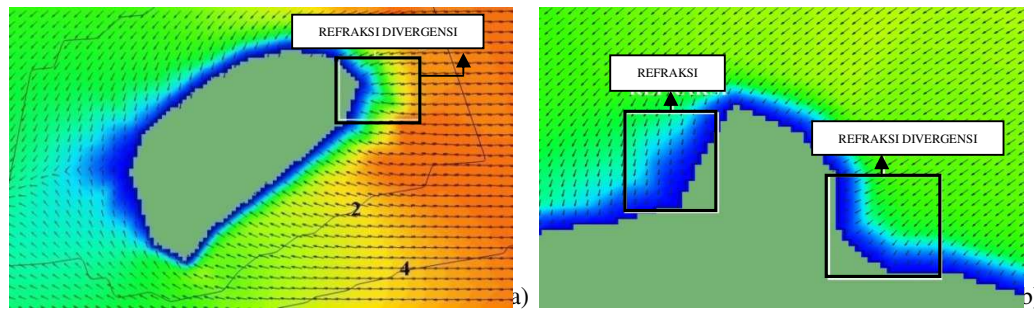 REFRAKSI DIVERGENSI
2
4
a)
REFRAKSI
REFRAKSI DIVERGENSI
b)